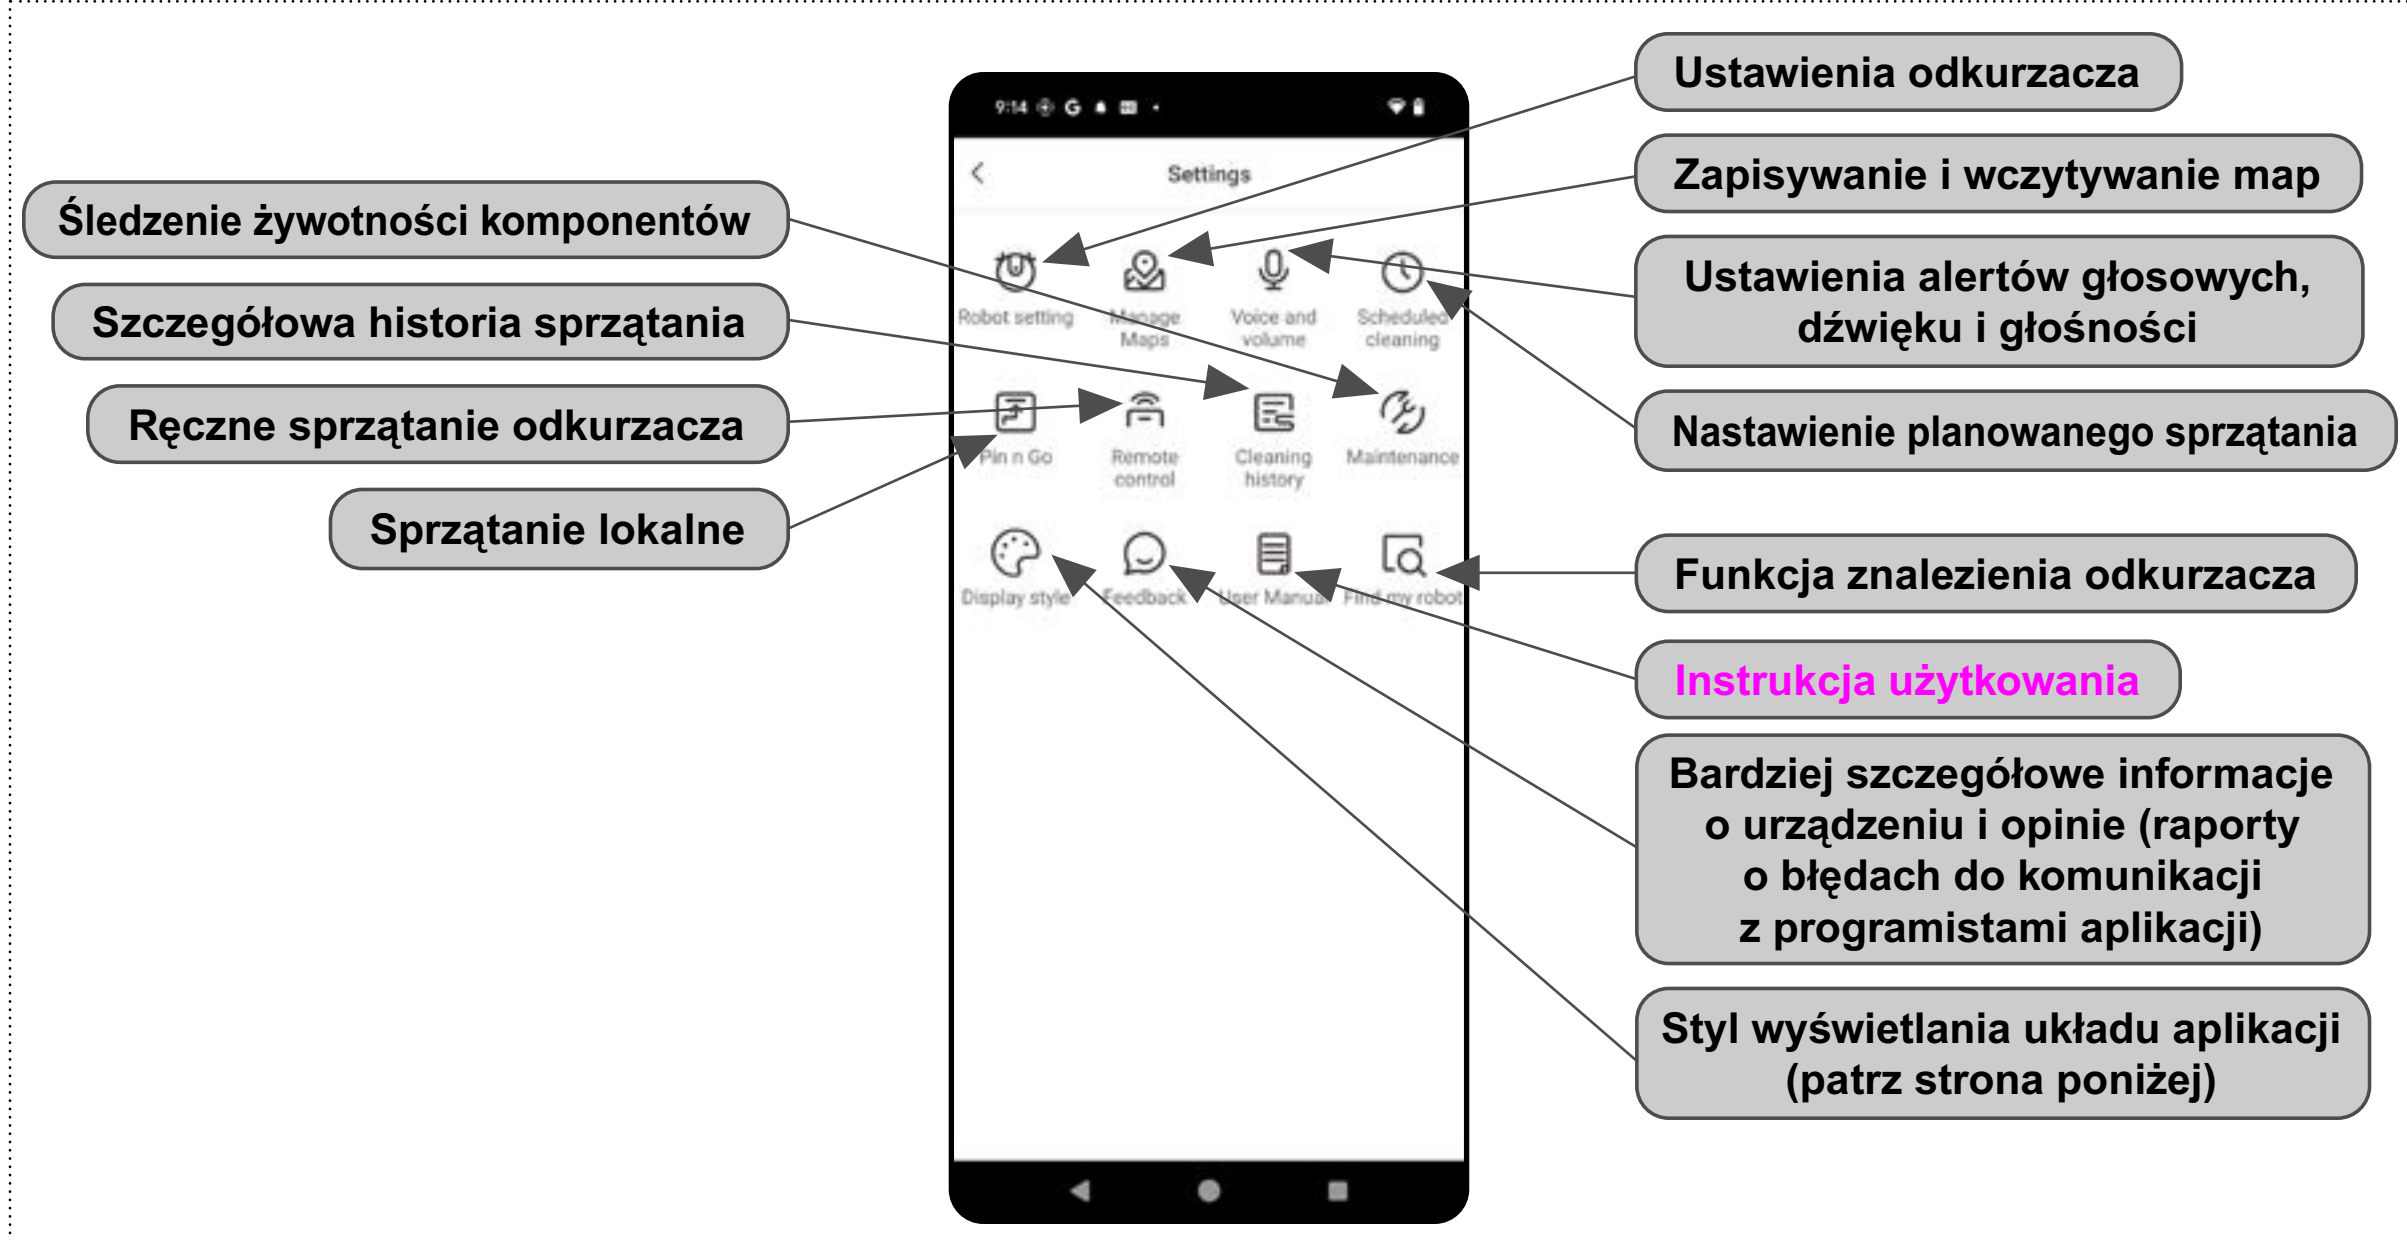 Ustawienia odkurzacza
9:14
G
Settings
Zapisywanie i wczytywanie map
Śledzenie żywotności komponentów
Ustawienia alertów głosowych,
dźwięku i głośności
Szczegółowa historia sprzątania
Robot setting
Manage
Maps
Voice and
volume
Scheduled
cleaning
Ręczne sprzątanie odkurzacza
Nastawienie planowanego sprzątania
Pin n Go
Remote
control
Cleaning
history
Maintenance
Sprzątanie lokalne
Funkcja znalezienia odkurzacza
Display style
Feedback
User Manual
Find my robot
Instrukcja użytkowania
Bardziej szczegółowe informacje
o urządzeniu i opinie (raporty
o błędach do komunikacji
z programistami aplikacji)
Styl wyświetlania układu aplikacji
(patrz strona poniżej)